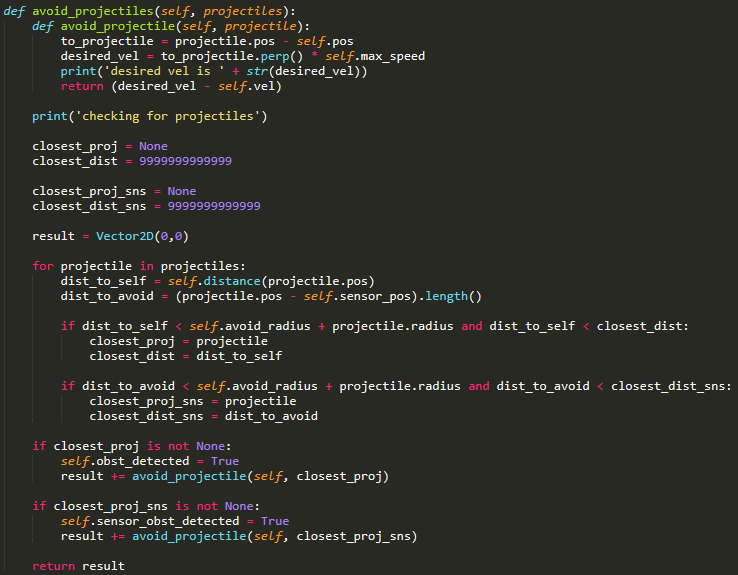 def avoid_projectiles(self, projectiles):
    def avoid_projectile(self, projectile):
        to_projectile = projectile.pos - self.pos
        desired_vel = to_projectile.perp() * self.max_speed
        print('desired vel is ' + str(desired_vel))
        return (desired_vel - self.vel)

    print('checking for projectiles')

    closest_proj = None
    closest_dist = 9999999999999

    closest_proj_sns = None
    closest_dist_sns = 9999999999999

    result = Vector2D(0,0)

    for projectile in projectiles:
        dist_to_self = self.distance(projectile.pos)
        dist_to_avoid = (projectile.pos - self.sensor_pos).length()

        if dist_to_self < self.avoid_radius + projectile.radius and dist_to_self < closest_dist:
            closest_proj = projectile
            closest_dist = dist_to_self

        if dist_to_avoid < self.avoid_radius + projectile.radius and dist_to_avoid < closest_dist_sns:
            closest_proj_sns = projectile
            closest_dist_sns = dist_to_avoid

    if closest_proj is not None:
        self.obst_detected = True
        result += avoid_projectile(self, closest_proj)

    if closest_proj_sns is not None:
        self.sensor_obst_detected = True
        result += avoid_projectile(self, closest_proj_sns)

    return result